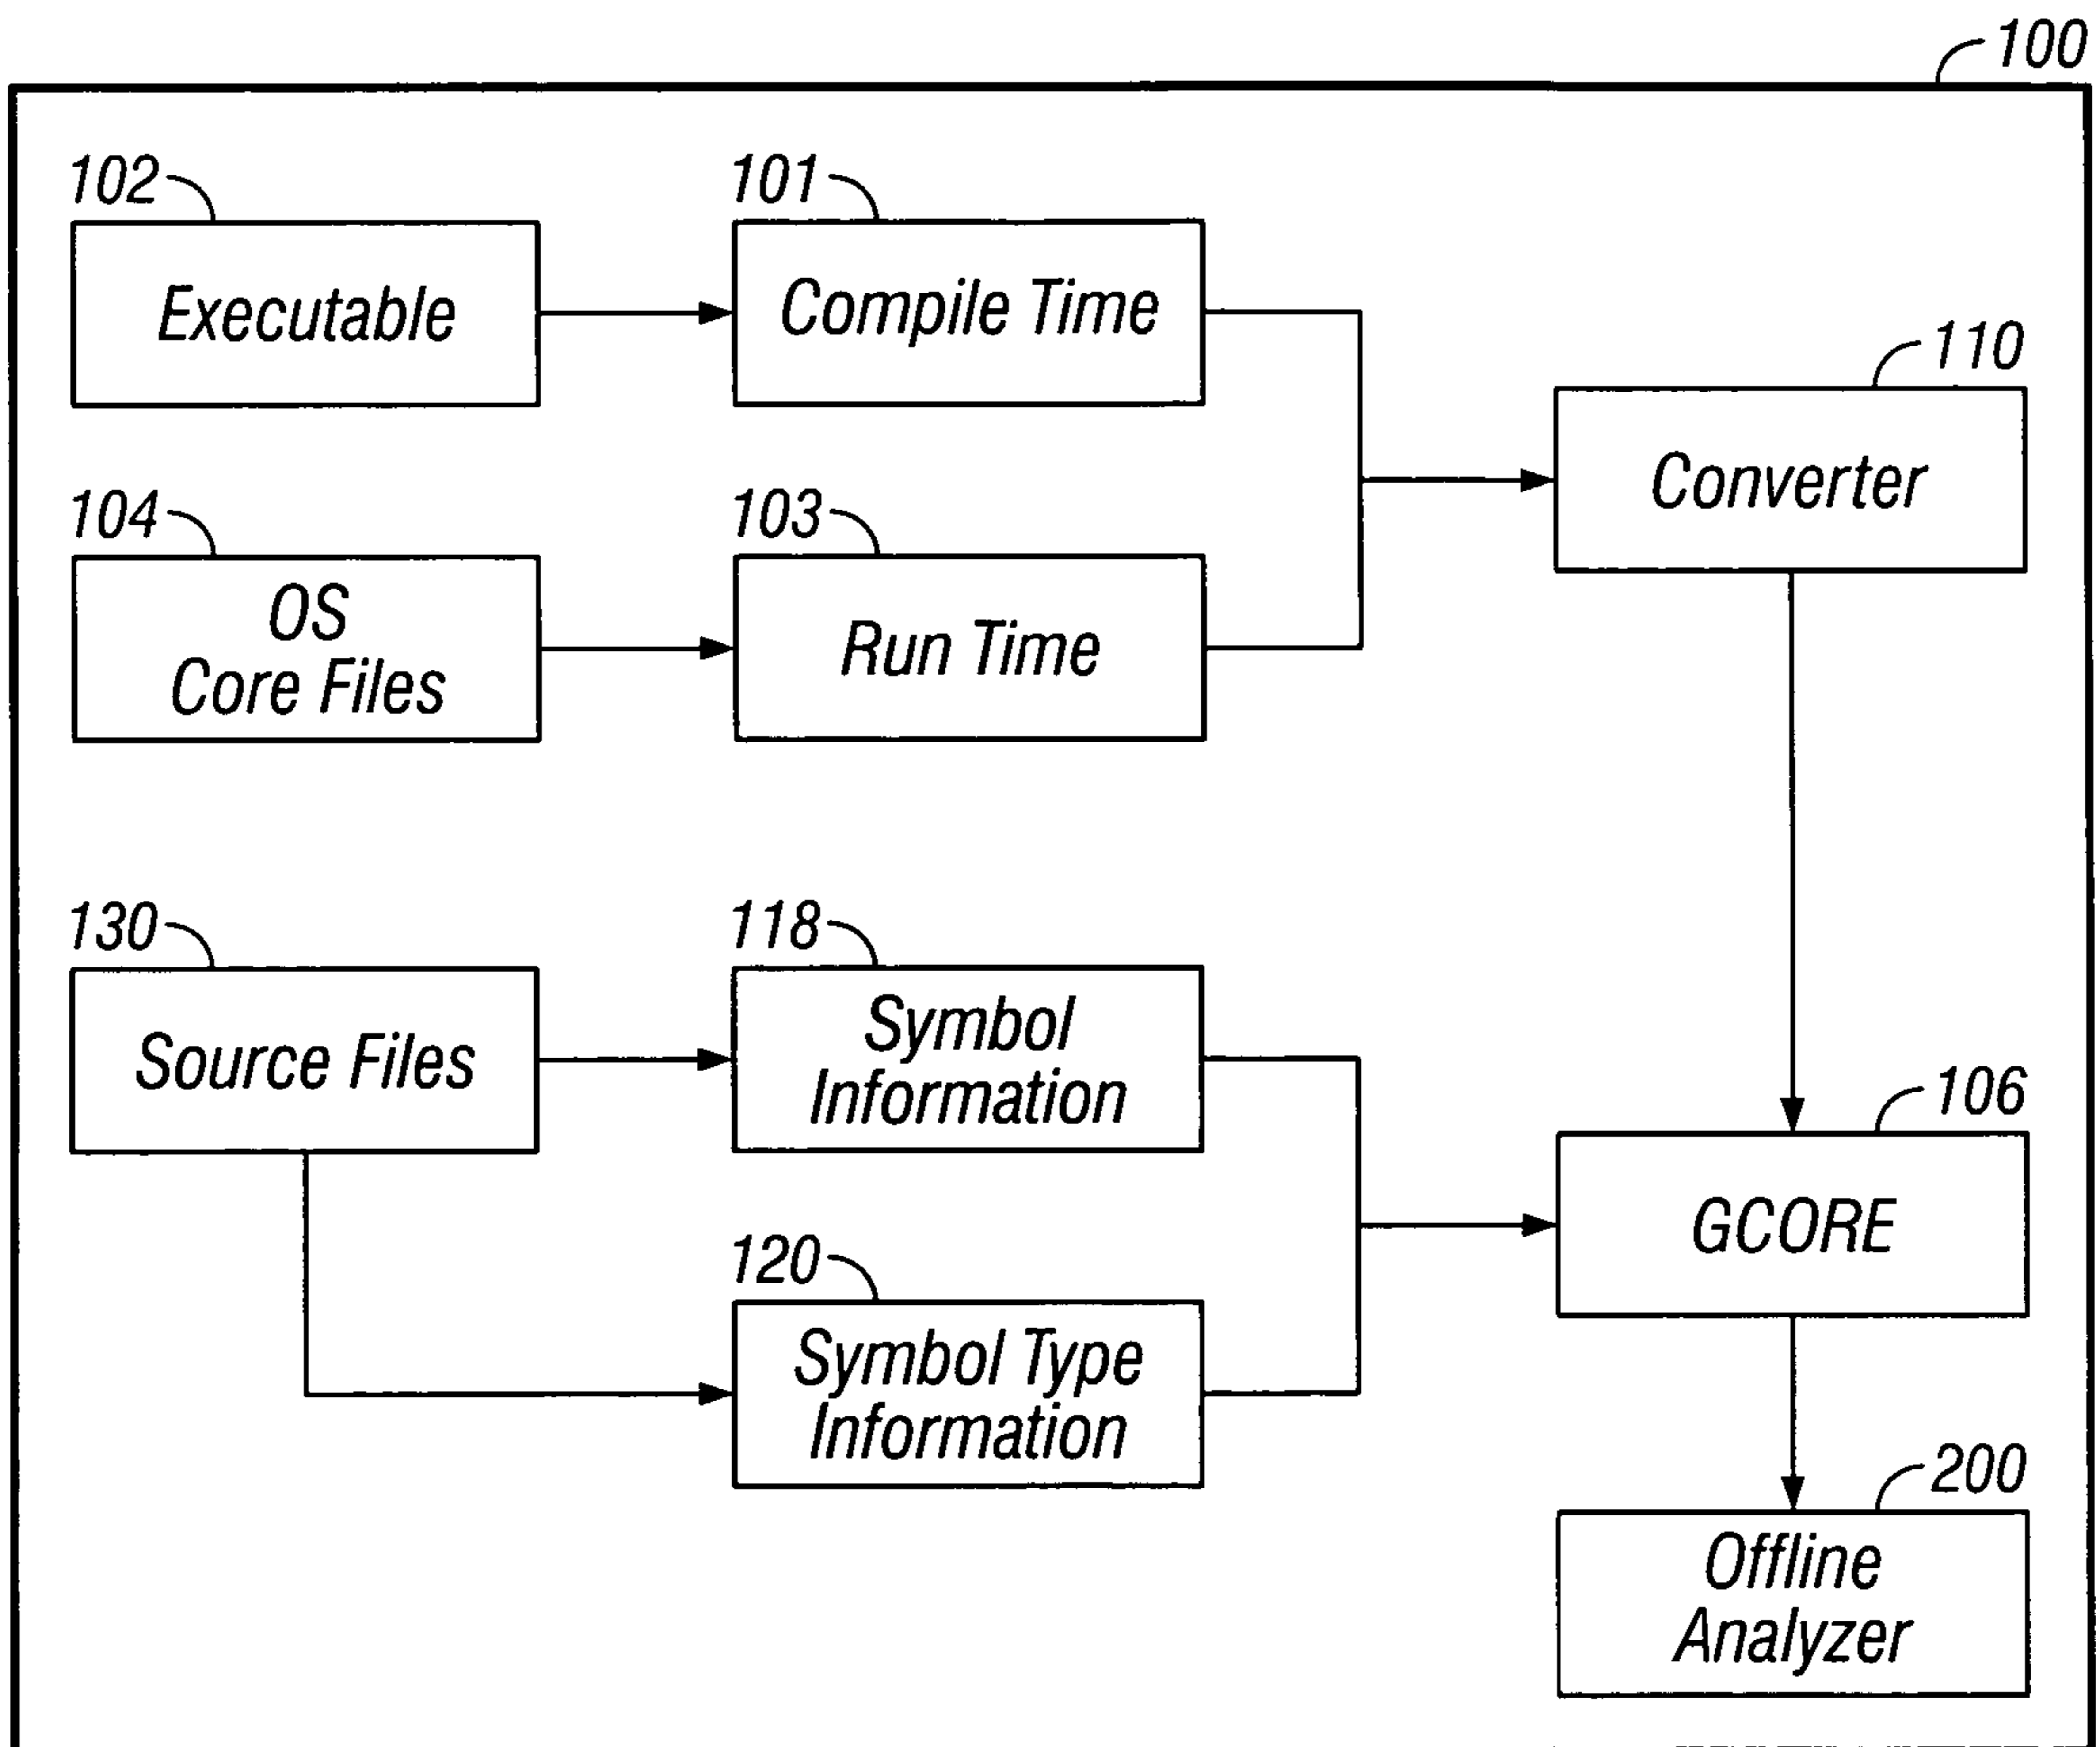 100
102
101
Executable
Compile Time
110
Converter
104
103
OS
Core Files
Run Time
130
118
Source Files
Symbol
Information
106
GCORE
120
Symbol Type
Information
200
Offline
Analyzer